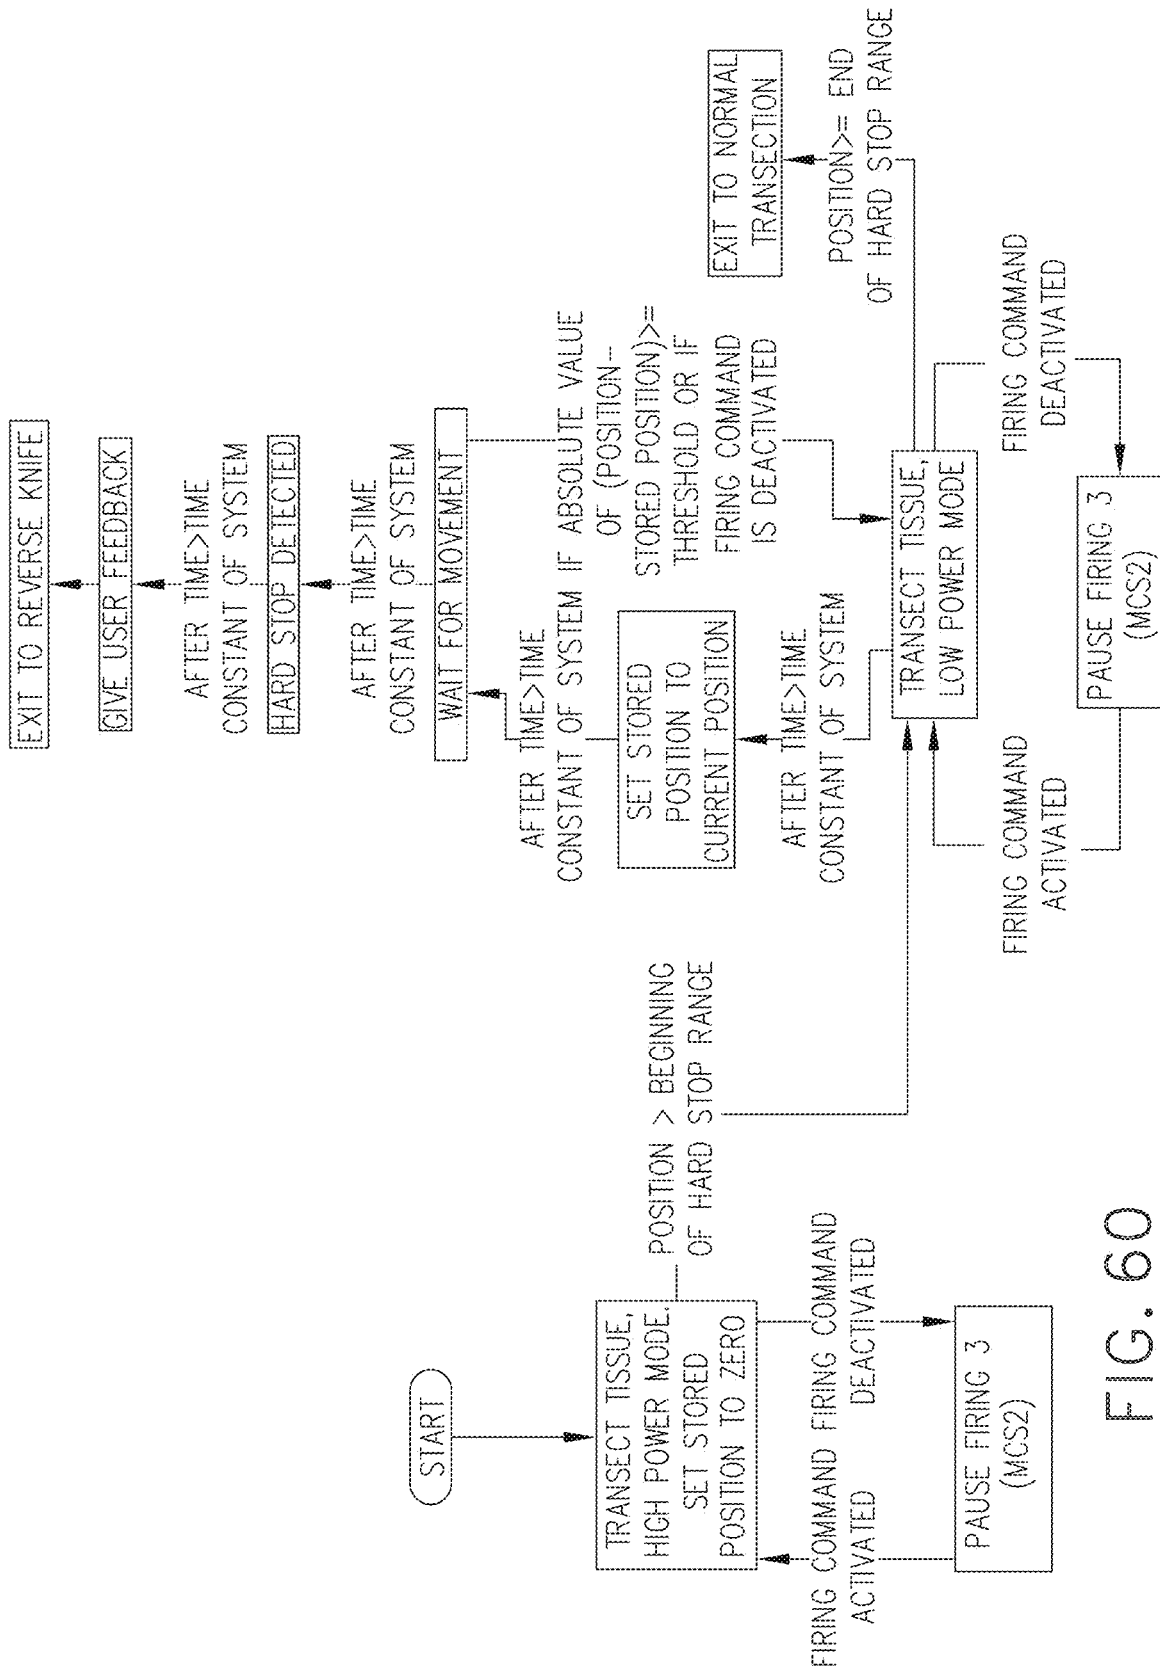 EXIT TO REVERSE KNIFE
GIVE USER FEEDBACK
AFTER TIME>TIME
CONSTANT OF SYSTEM
HARD STOP DETECTED
AFTER TIME>TIME
CONSTANT OF SYSTEM
WAIT FOR MOVEMENT
AFTER TIME>TIME
CONSTANT OF SYSTEM
IF ABSOLUTE VALUE
OF (POSITION-
STORED POSITION)>=
THRESHOLD OR IF
FIRING COMMAND
IS DEACTIVATED
SET STORED
POSITION TO
CURRENT POSITION
AFTER TIME>TIME
CONSTANT OF SYSTEM
EXIT TO NORMAL
TRANSECTION
POSITION>= END
OF HARD STOP RANGE
START
TRANSECT TISSUE,
HIGH POWER MODE.
SET STORED
POSITION TO ZERO
POSITION > BEGINNING
OF HARD STOP RANGE
TRANSECT TISSUE,
LOW POWER MODE
FIRING COMMAND
ACTIVATED
FIRING COMMAND
DEACTIVATED
PAUSE FIRING 3
(MCS2)
FIRING COMMAND
ACTIVATED
FIRING COMMAND
DEACTIVATED
PAUSE FIRING 3
(MCS2)
FIG. 60